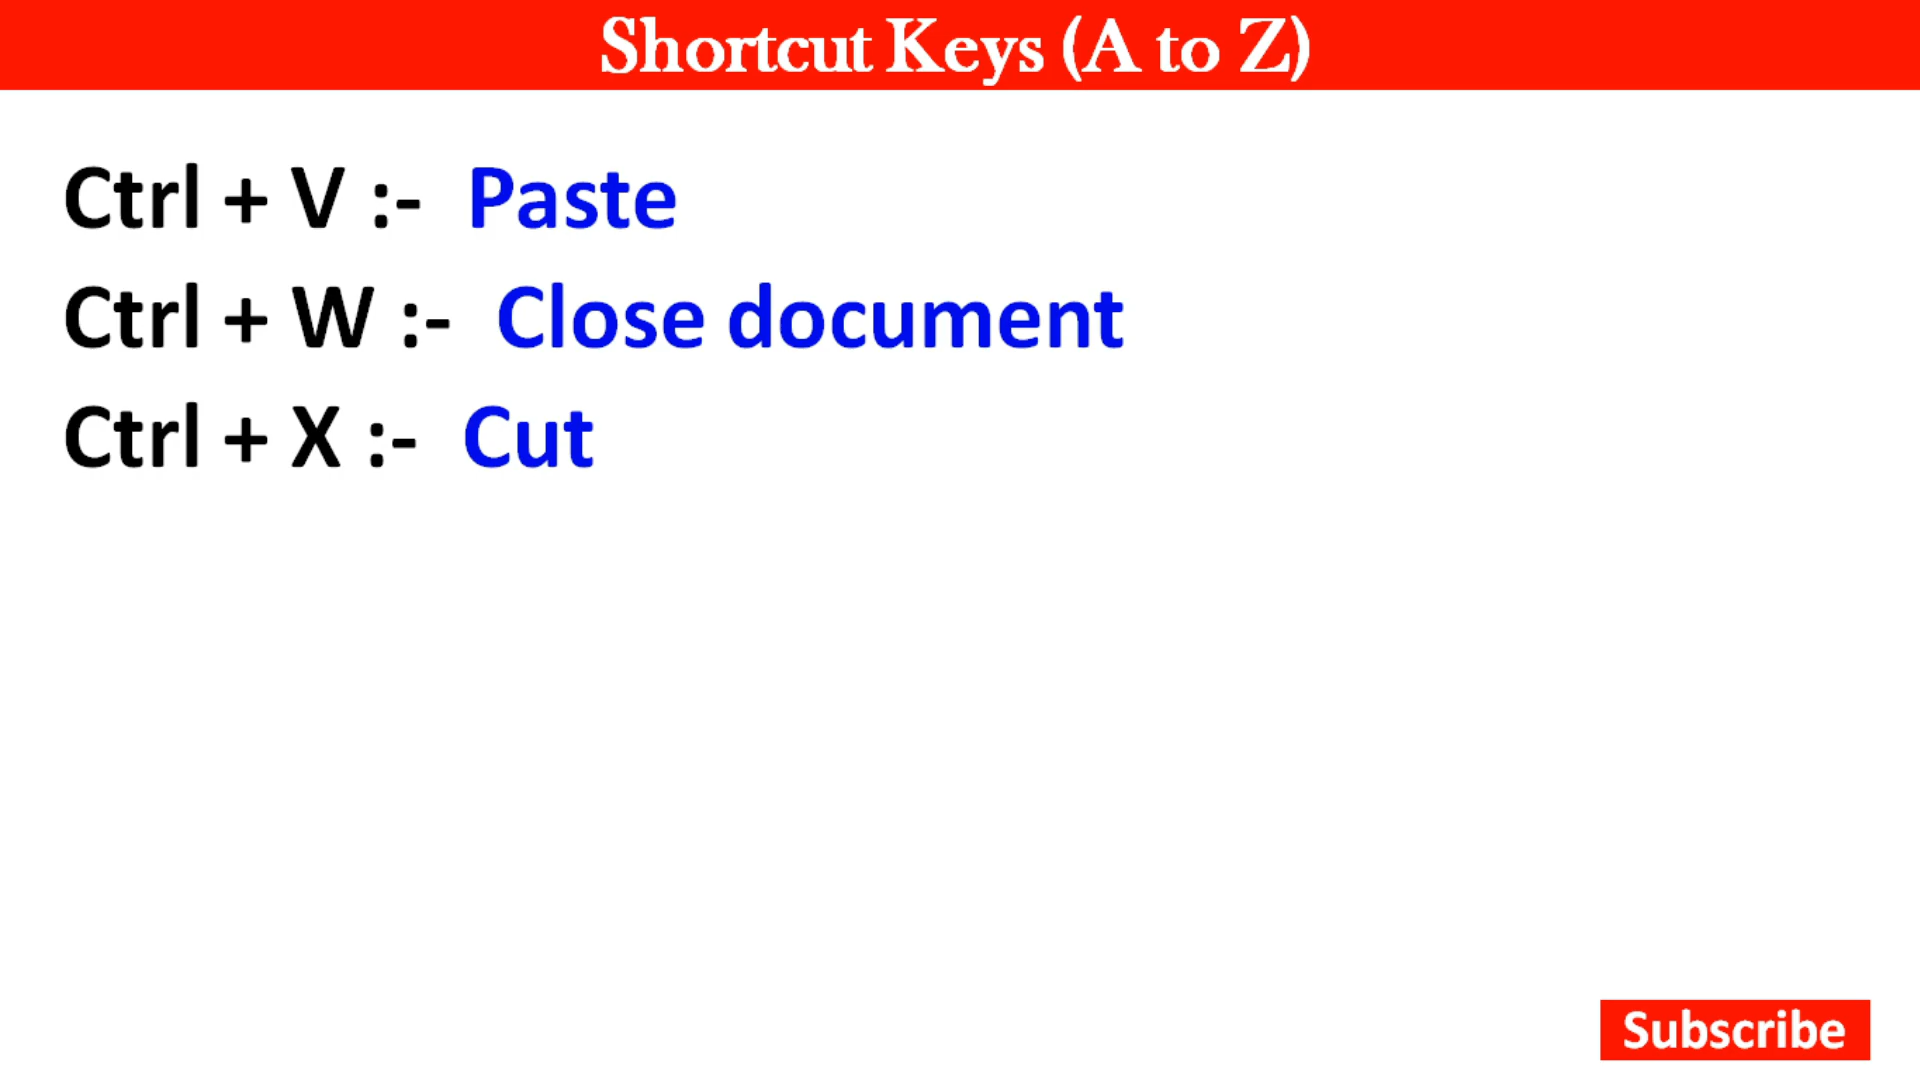 Shortcut Keys (A to Z)
Ctrl + V :- Paste
Ctrl + W :- Close document
Ctrl + X :- Cut
Subscribe